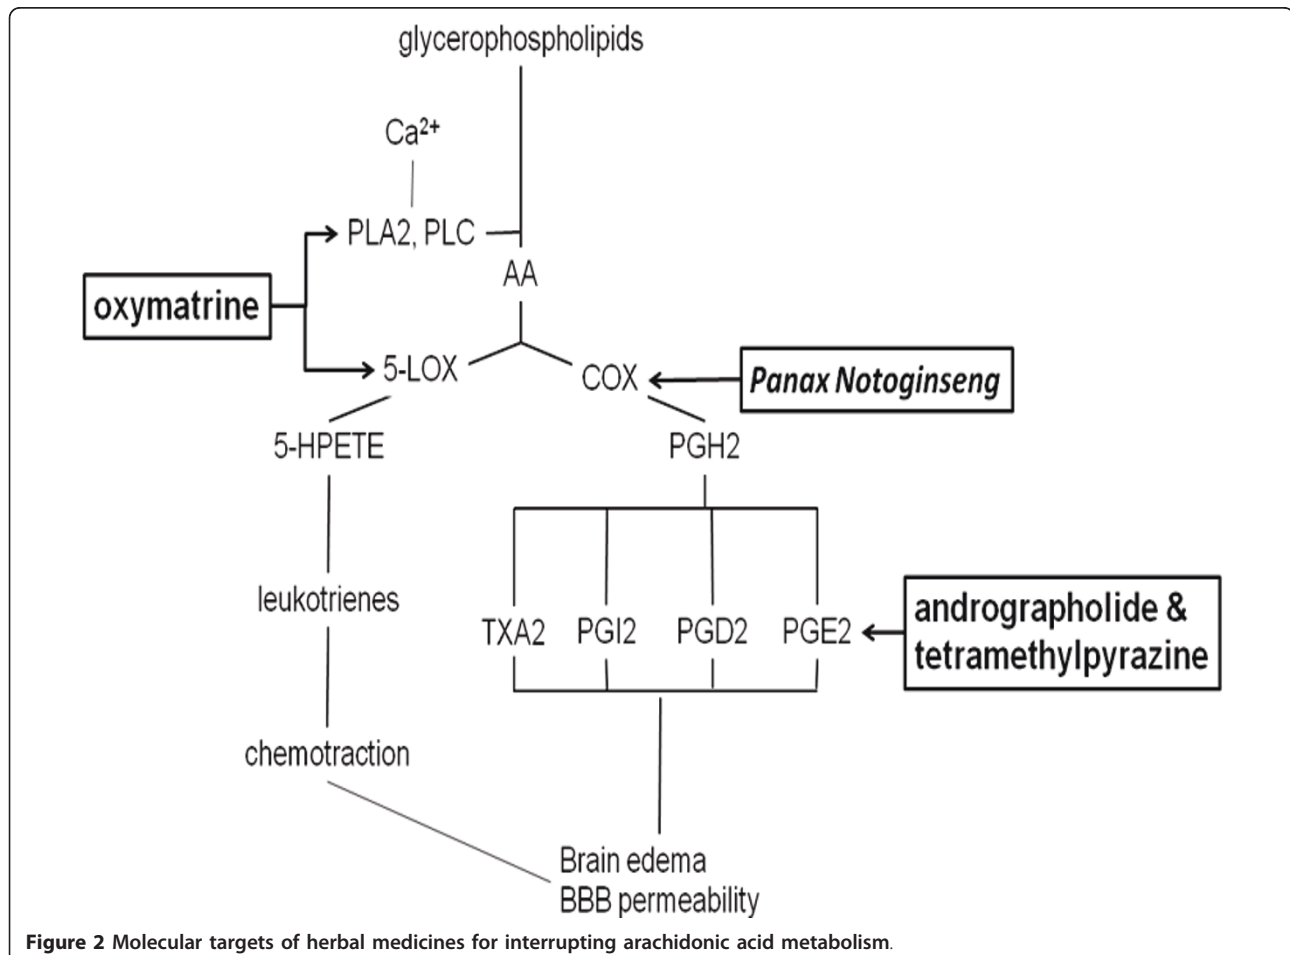 glycerophospholipids
Ca²⁺
PLA2, PLC
AA
oxymatrine
5-LOX
COX
Panax Notoginseng
5-HPETE
PGH2
leukotrienes
TXA2 PGI2 PGD2 PGE2
andrographolide &
tetramethylpyrazine
chemotraction
Brain edema
BBB permeability
Figure 2 Molecular targets of herbal medicines for interrupting arachidonic acid metabolism.